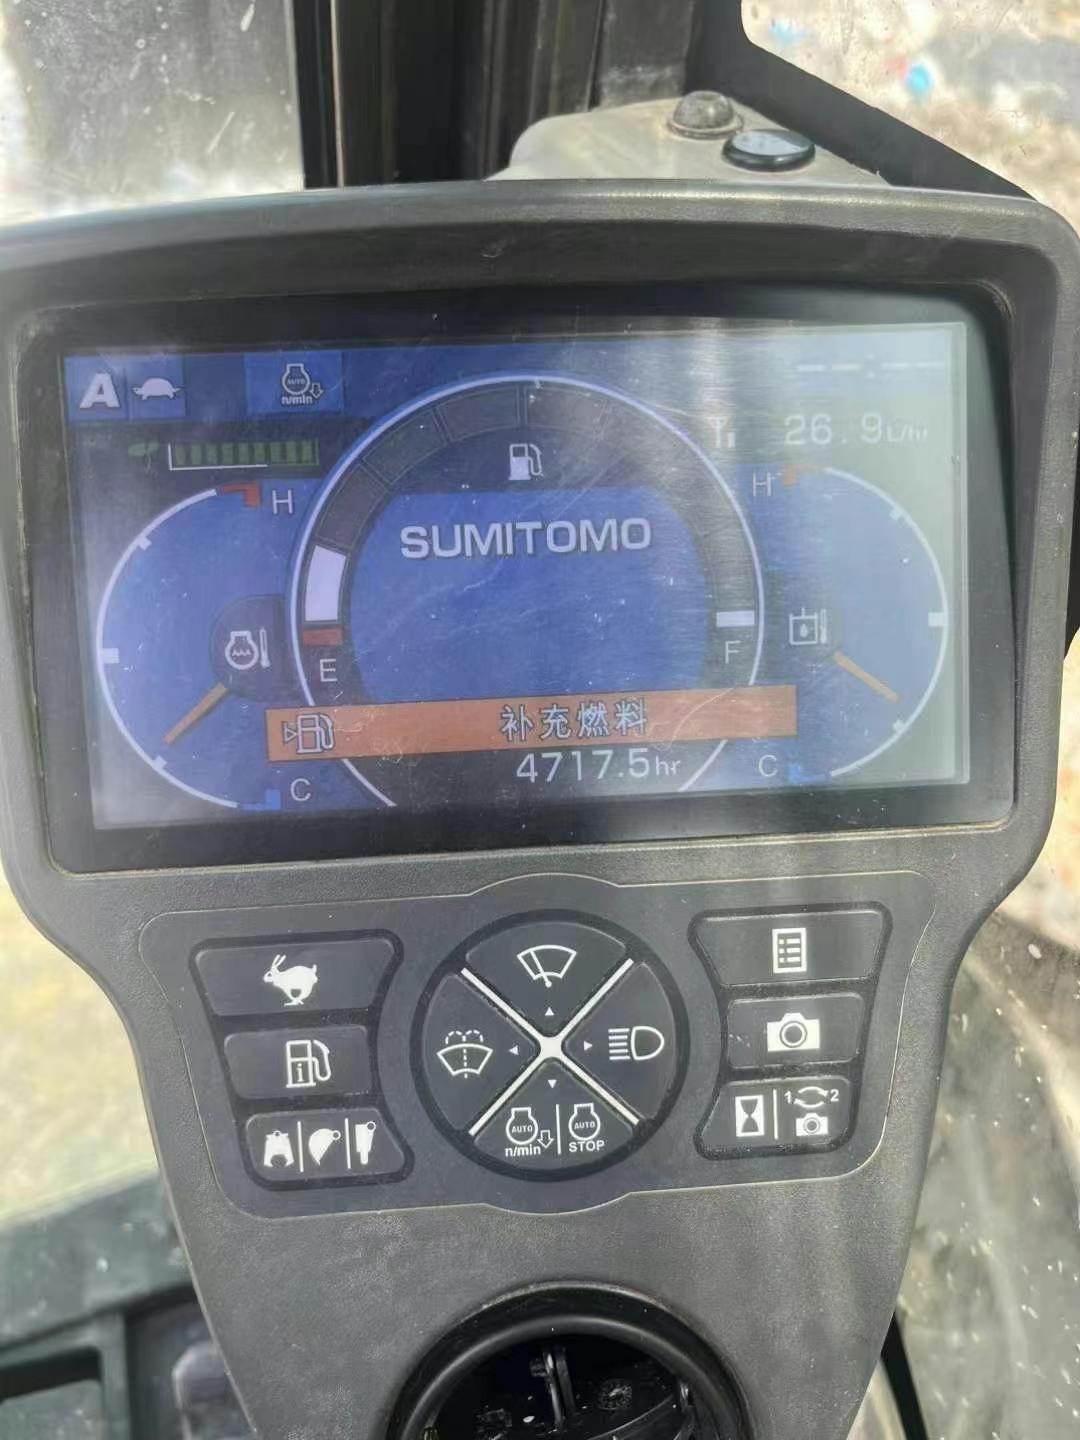 A
AUTO
n/min
26.9L/hr
H
H
SUMITOMO
E
F
补充燃料
4717.5hr
C
C
1 2
AUTO
n/min
AUTO
STOP